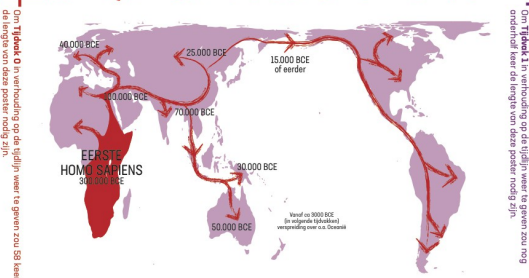 Om Tijdvak 0 in verhouding op de tijdlijn weer te geven zou 58 keer
de lengte van deze poster nodig zijn.
40.000 BCE
25.000 BCE
15.000 BCE
of eerder
200.000 BCE
70.000 BCE
EERSTE
HOMO SAPIENS
300.000 BCE
30.000 BCE
50.000 BCE
Vanaf ca 3000 BCE
(in volgende tijdvakken)
verspreiding over o.a. Oceanië
Om Tijdvak 1 in verhouding op de tijdlijn weer te geven zou nog
anderhalf keer de lengte van deze poster nodig zijn.